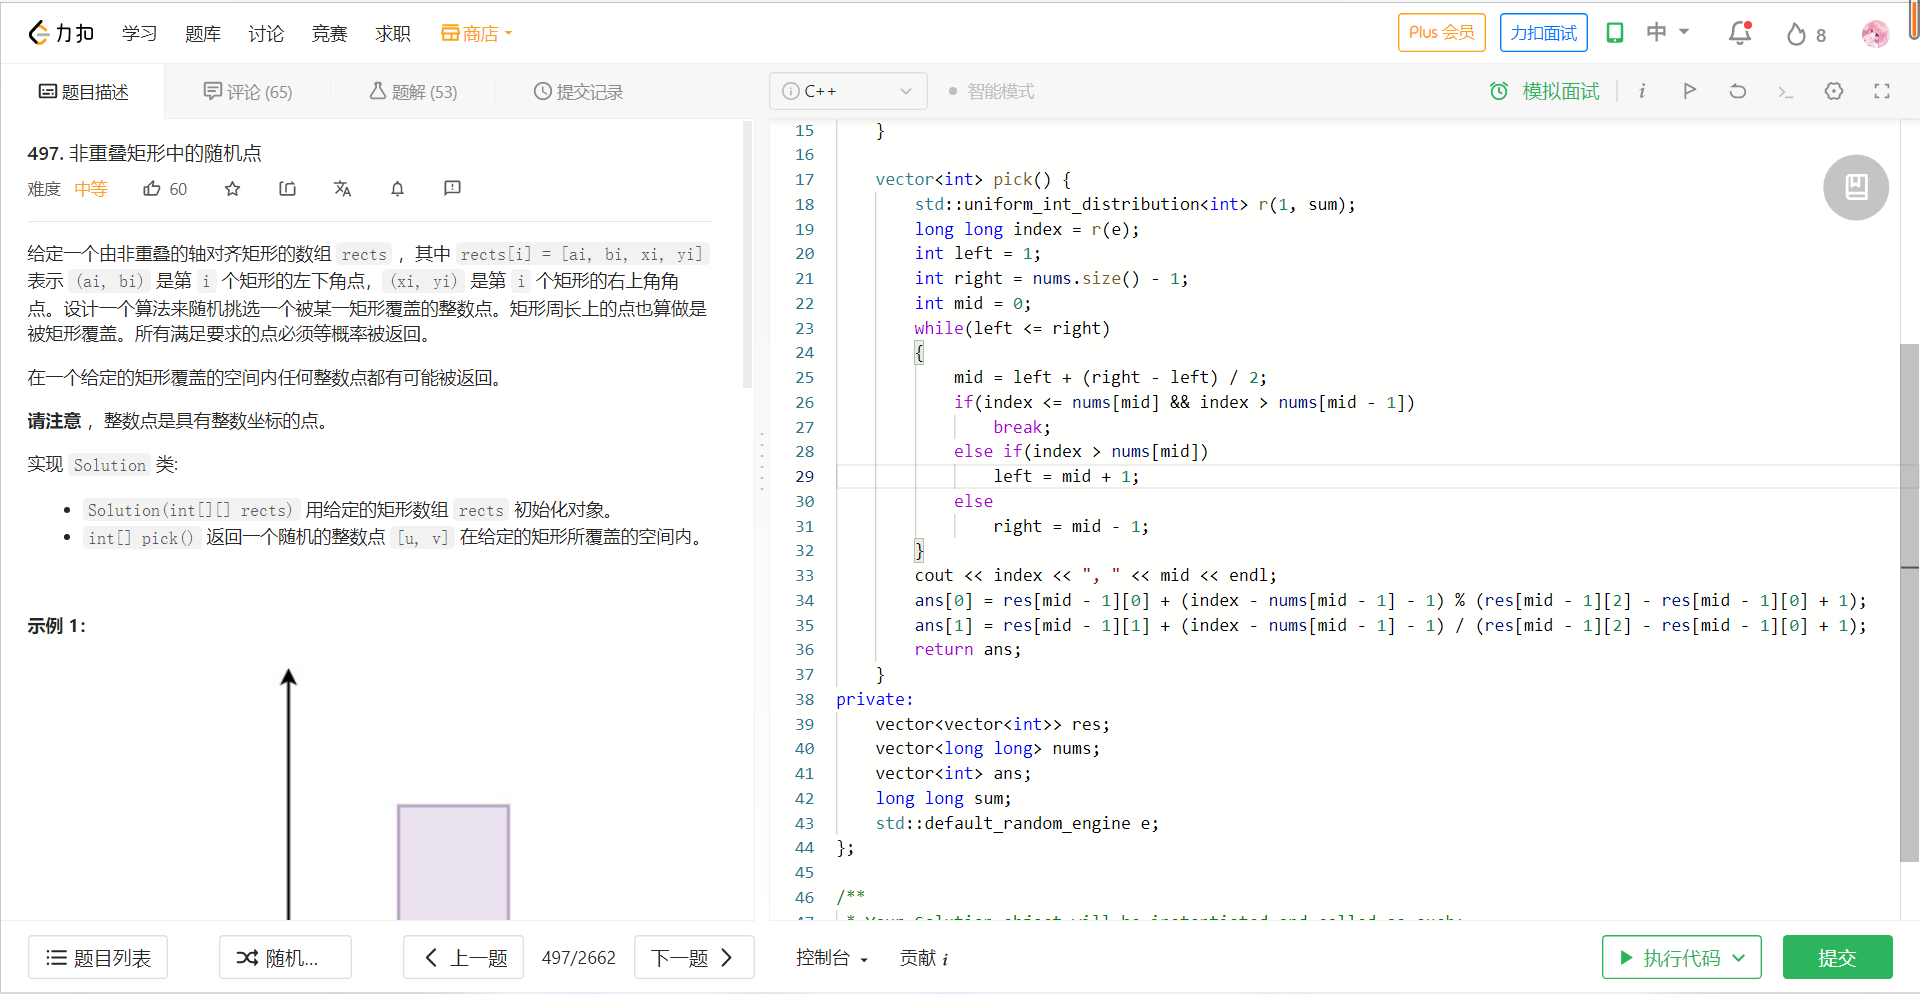 力扣 学习 题库 讨论 竞赛 求职 商店 Plus 会员 力扣面试 中 8
题目描述 评论 (65) 题解 (53) 提交记录 C++ 智能模式 模拟面试 i
497. 非重叠矩形中的随机点
难度 中等 60
给定一个由非重叠的轴对齐矩形的数组 rects ，其中 rects[i] = [ai, bi, xi, yi]
表示 (ai, bi) 是第 i 个矩形的左下角点，(xi, yi) 是第 i 个矩形的右上角角
点。设计一个算法来随机挑选一个被某一矩形覆盖的整数点。矩形周长上的点也算做是
被矩形覆盖。所有满足要求的点必须等概率被返回。
在一个给定的矩形覆盖的空间内任何整数点都有可能被返回。
请注意 ，整数点是具有整数坐标的点。
实现 Solution 类:
• Solution(int[][] rects) 用给定的矩形数组 rects 初始化对象。
• int[] pick() 返回一个随机的整数点 [u, v] 在给定的矩形所覆盖的空间内。
示例 1：
15     }
16
17     vector<int> pick() {
18         std::uniform_int_distribution<int> r(1, sum);
19         long long index = r(e);
20         int left = 1;
21         int right = nums.size() - 1;
22         int mid = 0;
23         while(left <= right)
24         {
25             mid = left + (right - left) / 2;
26             if(index <= nums[mid] && index > nums[mid - 1])
27                 break;
28             else if(index > nums[mid])
29                 left = mid + 1;
30             else
31                 right = mid - 1;
32         }
33         cout << index << ", " << mid << endl;
34         ans[0] = res[mid - 1][0] + (index - nums[mid - 1] - 1) % (res[mid - 1][2] - res[mid - 1][0] + 1);
35         ans[1] = res[mid - 1][1] + (index - nums[mid - 1] - 1) / (res[mid - 1][2] - res[mid - 1][0] + 1);
36         return ans;
37     }
38 private:
39     vector<vector<int>> res;
40     vector<long long> nums;
41     vector<int> ans;
42     long long sum;
43     std::default_random_engine e;
44 };
45
46 /**
47  * Your Solution object will be instantiated and called as such:
题目列表 随机... 上一题 497/2662 下一题 控制台 贡献 i 执行代码 提交